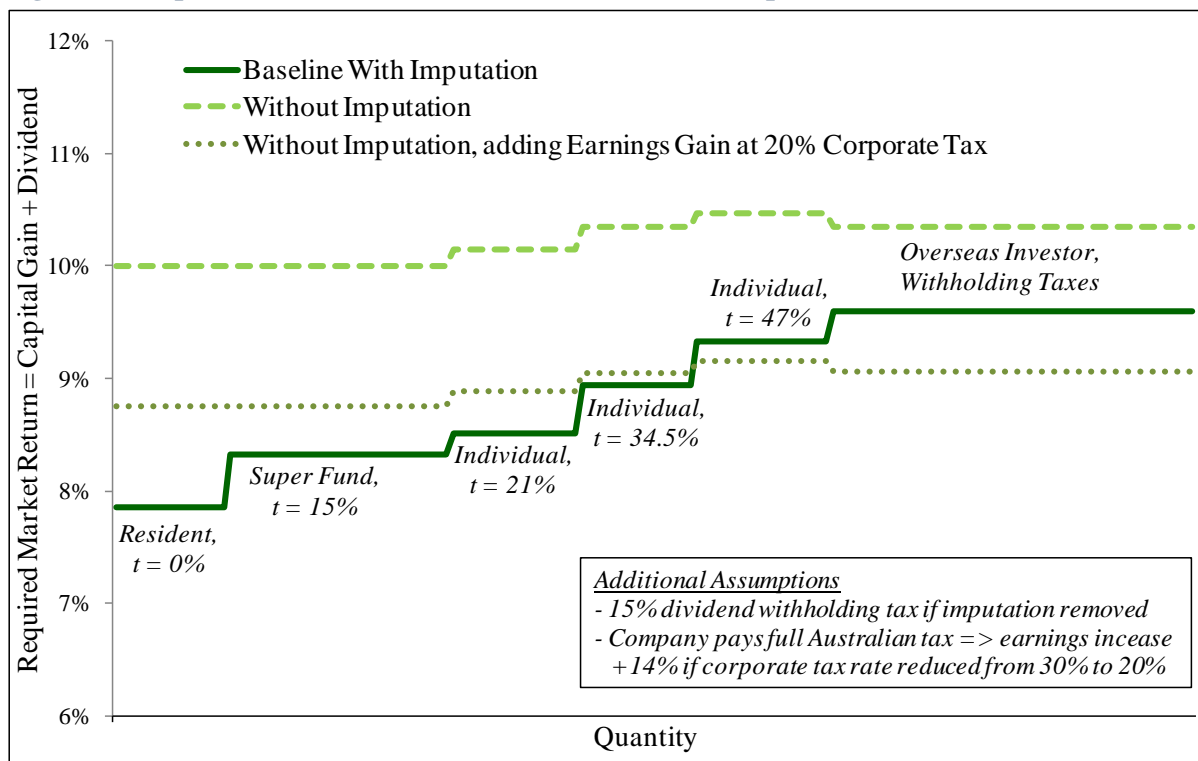 12%
11%
10%
9%
8%
7%
6%
Required Market Return = Capital Gain + Dividend
Baseline With Imputation
Without Imputation
Without Imputation, adding Earnings Gain at 20% Corporate Tax
Overseas Investor,
Withholding Taxes
Individual,
t = 47%
Individual,
t = 34.5%
Individual,
t = 21%
Super Fund,
t = 15%
Resident,
t = 0%
Additional Assumptions
- 15% dividend withholding tax if imputation removed
- Company pays full Australian tax => earnings increase
+14% if corporate tax rate reduced from 30% to 20%
Quantity